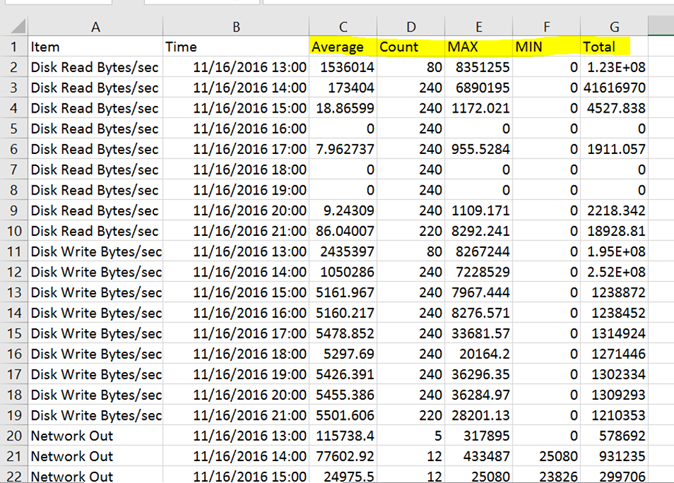 A B C D E F G
1 Item Time Average Count MAX MIN Total
2 Disk Read Bytes/sec 11/16/2016 13:00 1536014 80 8351255 0 1.23E+08
3 Disk Read Bytes/sec 11/16/2016 14:00 173404 240 6890195 0 41616970
4 Disk Read Bytes/sec 11/16/2016 15:00 18.86599 240 1172.021 0 4527.838
5 Disk Read Bytes/sec 11/16/2016 16:00 0 240 0 0 0
6 Disk Read Bytes/sec 11/16/2016 17:00 7.962737 240 955.5284 0 1911.057
7 Disk Read Bytes/sec 11/16/2016 18:00 0 240 0 0 0
8 Disk Read Bytes/sec 11/16/2016 19:00 0 240 0 0 0
9 Disk Read Bytes/sec 11/16/2016 20:00 9.24309 240 1109.171 0 2218.342
10 Disk Read Bytes/sec 11/16/2016 21:00 86.04007 220 8292.241 0 18928.81
11 Disk Write Bytes/sec 11/16/2016 13:00 2435397 80 8267244 0 1.95E+08
12 Disk Write Bytes/sec 11/16/2016 14:00 1050286 240 7228529 0 2.52E+08
13 Disk Write Bytes/sec 11/16/2016 15:00 5161.967 240 7967.444 0 1238872
14 Disk Write Bytes/sec 11/16/2016 16:00 5160.217 240 8276.571 0 1238452
15 Disk Write Bytes/sec 11/16/2016 17:00 5478.852 240 33681.57 0 1314924
16 Disk Write Bytes/sec 11/16/2016 18:00 5297.69 240 20164.2 0 1271446
17 Disk Write Bytes/sec 11/16/2016 19:00 5426.391 240 36296.35 0 1302334
18 Disk Write Bytes/sec 11/16/2016 20:00 5455.386 240 36284.97 0 1309293
19 Disk Write Bytes/sec 11/16/2016 21:00 5501.606 220 28201.13 0 1210353
20 Network Out 11/16/2016 13:00 115738.4 5 317895 0 578692
21 Network Out 11/16/2016 14:00 77602.92 12 433487 25080 931235
22 Network Out 11/16/2016 15:00 24975.5 12 25080 23826 299706